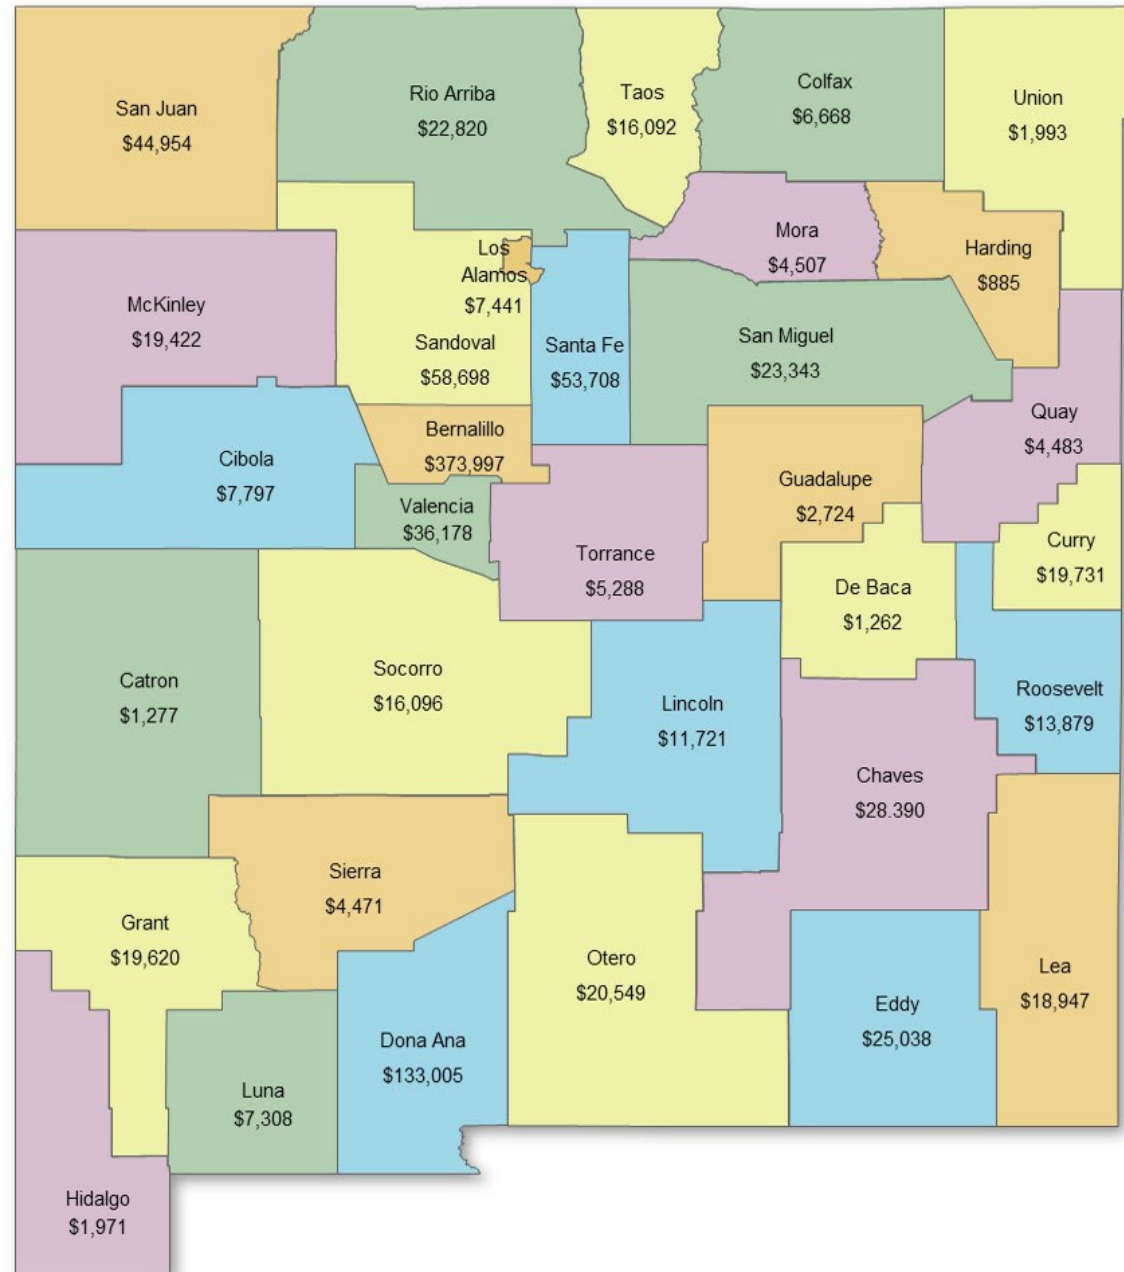 San Juan
$44,954
Rio Arriba
$22,820
Taos
$16,092
Colfax
$6,668
Union
$1,993
Mora
$4,507
Harding
$885
Los
Alamos
$7,441
McKinley
$19,422
Sandoval
$58,698
Santa Fe
$53,708
San Miguel
$23,343
Quay
$4,483
Cibola
$7,797
Bernalillo
$373,997
Valencia
$36,178
Torrance
$5,288
Guadalupe
$2,724
Curry
$19,731
De Baca
$1,262
Catron
$1,277
Socorro
$16,096
Lincoln
$11,721
Roosevelt
$13,879
Chaves
$28.390
Sierra
$4,471
Grant
$19,620
Otero
$20,549
Lea
$18,947
Eddy
$25,038
Dona Ana
$133,005
Luna
$7,308
Hidalgo
$1,971